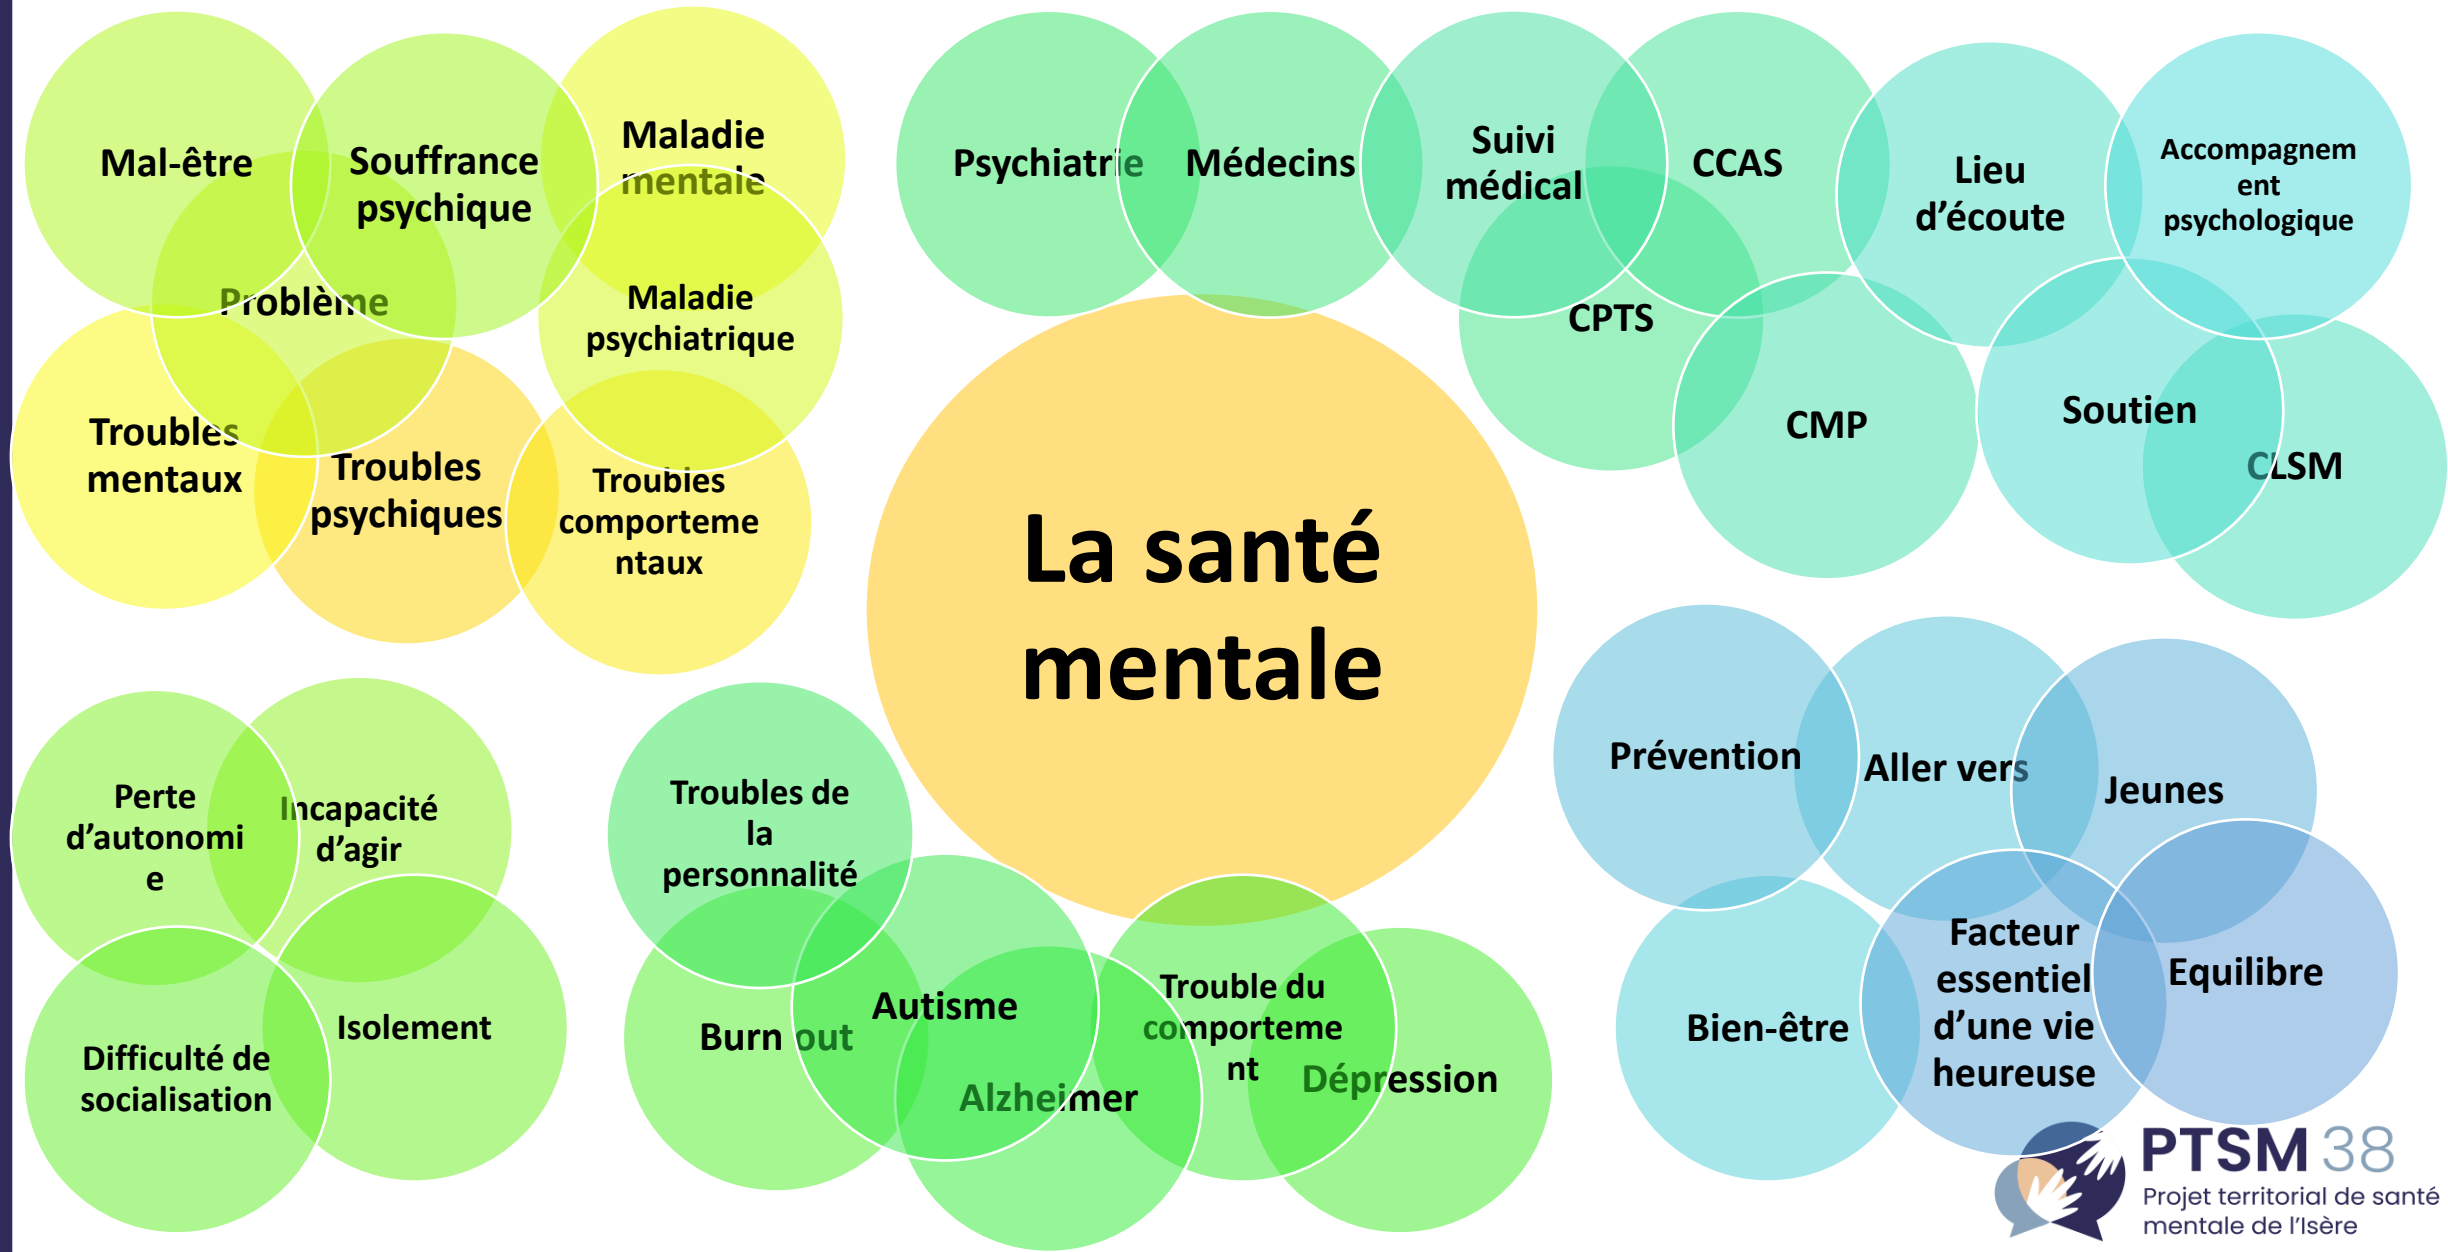 Mal-être
Souffrance
psychique
Maladie
mentale
Problème
Maladie
psychiatrique
Troubles
mentaux
Troubles
psychiques
Troubles
comporteme
ntaux
Psychiatrie
Médecins
Suivi
médical
CCAS
Lieu
d’écoute
Accompagnem
ent
psychologique
CPTS
CMP
Soutien
CLSM
La santé
mentale
Perte
d’autonomi
e
Incapacité
d’agir
Difficulté de
socialisation
Isolement
Troubles de
la
personnalité
Burn out
Autisme
Alzheimer
Trouble du
comporteme
nt
Dépression
Prévention
Aller vers
Jeunes
Bien-être
Facteur
essentiel
d’une vie
heureuse
Equilibre
PTSM 38
Projet territorial de santé
mentale de l’Isère